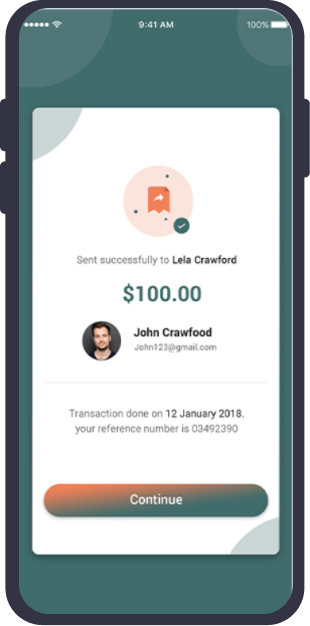 9:41 AM
100%
Sent successfully to Lela Crawford
$100.00
John Crawfood
John123@gmail.com
Transaction done on 12 January 2018.
your reference number is 03492390
Continue